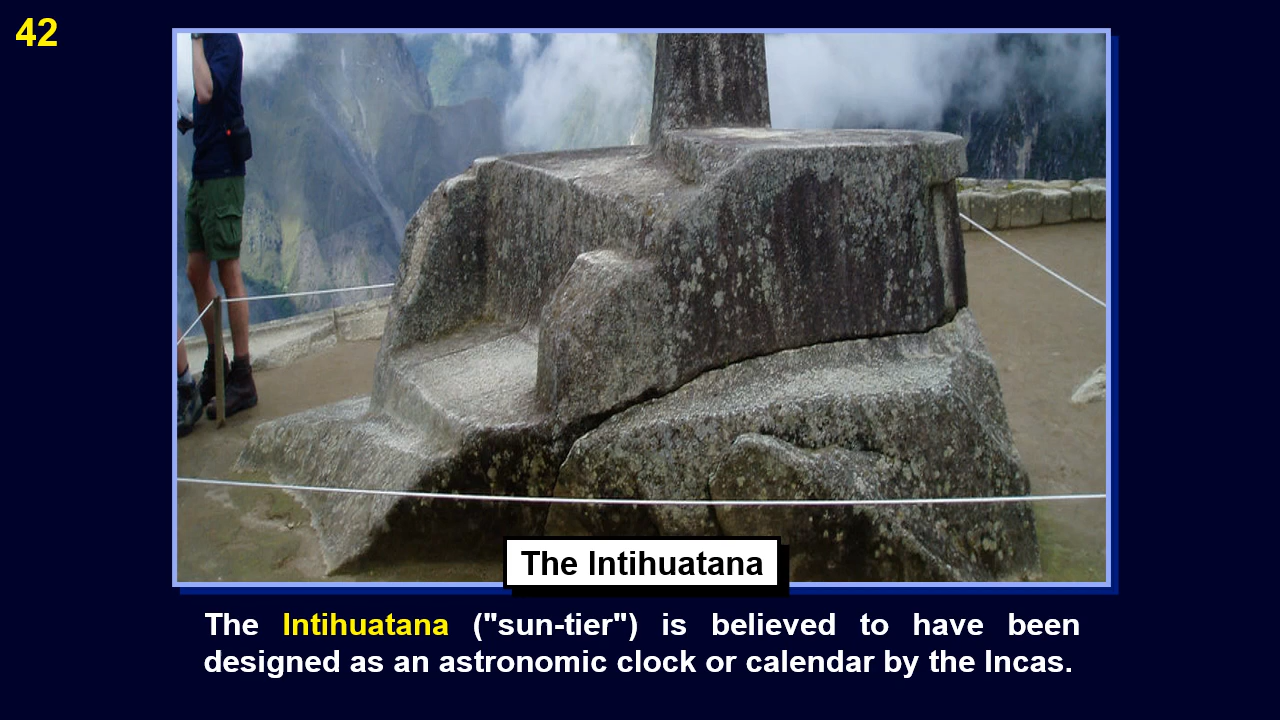 42
The Intihuatana
The Intihuatana ("sun-tier") is believed to have been
designed as an astronomic clock or calendar by the Incas.